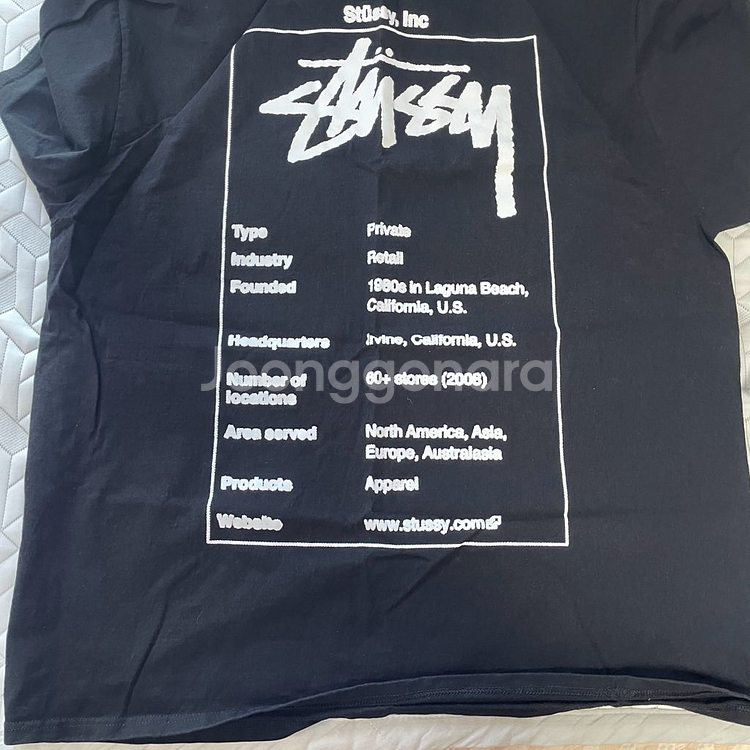 Stüssy, Inc
Stüssy
Type Private
Industry Retail
Founded 1980s in Laguna Beach,
California, U.S.
Headquarters Irvine, California, U.S.
Joonggonara
Number of 60+ stores (2008)
locations
Area served North America, Asia,
Europe, Australasia
Products Apparel
Website www.stussy.com